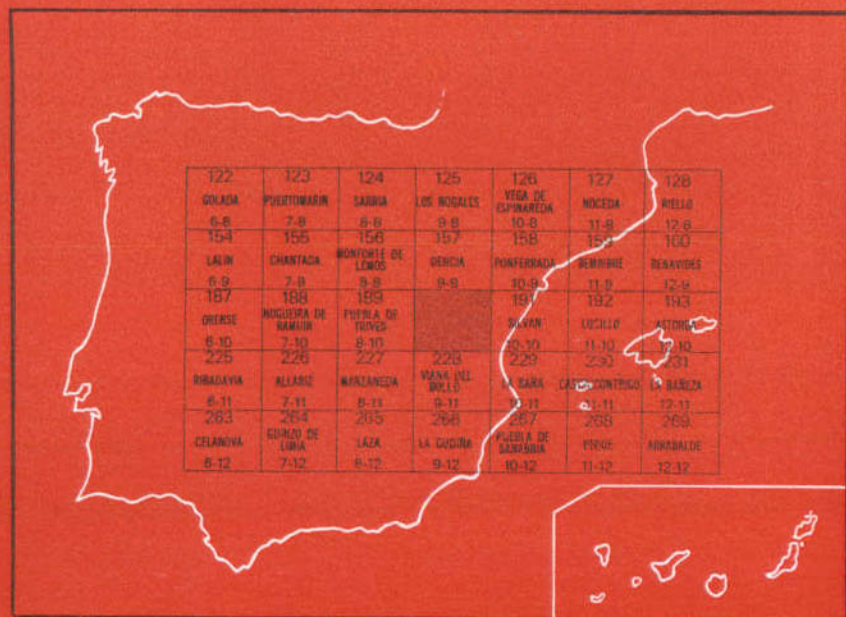 122 123 124 125 126 127 128
GOLADA PUERTOMARIN SARRIA LOS NOGALES VEGA DE ESPINAREDA NOCEDA RIELLO
6-8 7-8 8-8 9-8 10-8 11-8 12-8
154 155 156 157 158 159 160
LALIN CHANTADA MONFORTE DE LEMOS OENCIA PONFERRADA BEMBIBRE BENAVIDES
6-9 7-9 8-9 9-9 10-9 11-9 12-9
187 188 189 191 192 193
ORENSE NOGUEIRA DE RAMUIN PUEBLA DE TRIVES SILVAN LUCILLO ASTORGA
6-10 7-10 8-10 10-10 11-10 12-10
225 226 227 228 229 230 231
RIBADAVIA ALLARIZ MANZANEDA VIANA DEL BOLLO LA BAÑA CASTROCONTRIGO LA BAÑEZA
6-11 7-11 8-11 9-11 10-11 11-11 12-11
263 264 265 266 267 268 269
CELANOVA GINZO DE LIMIA LAZA LA GUDIÑA PUEBLA DE SANABRIA ARRABALDE
6-12 7-12 8-12 9-12 10-12 11-12 12-12